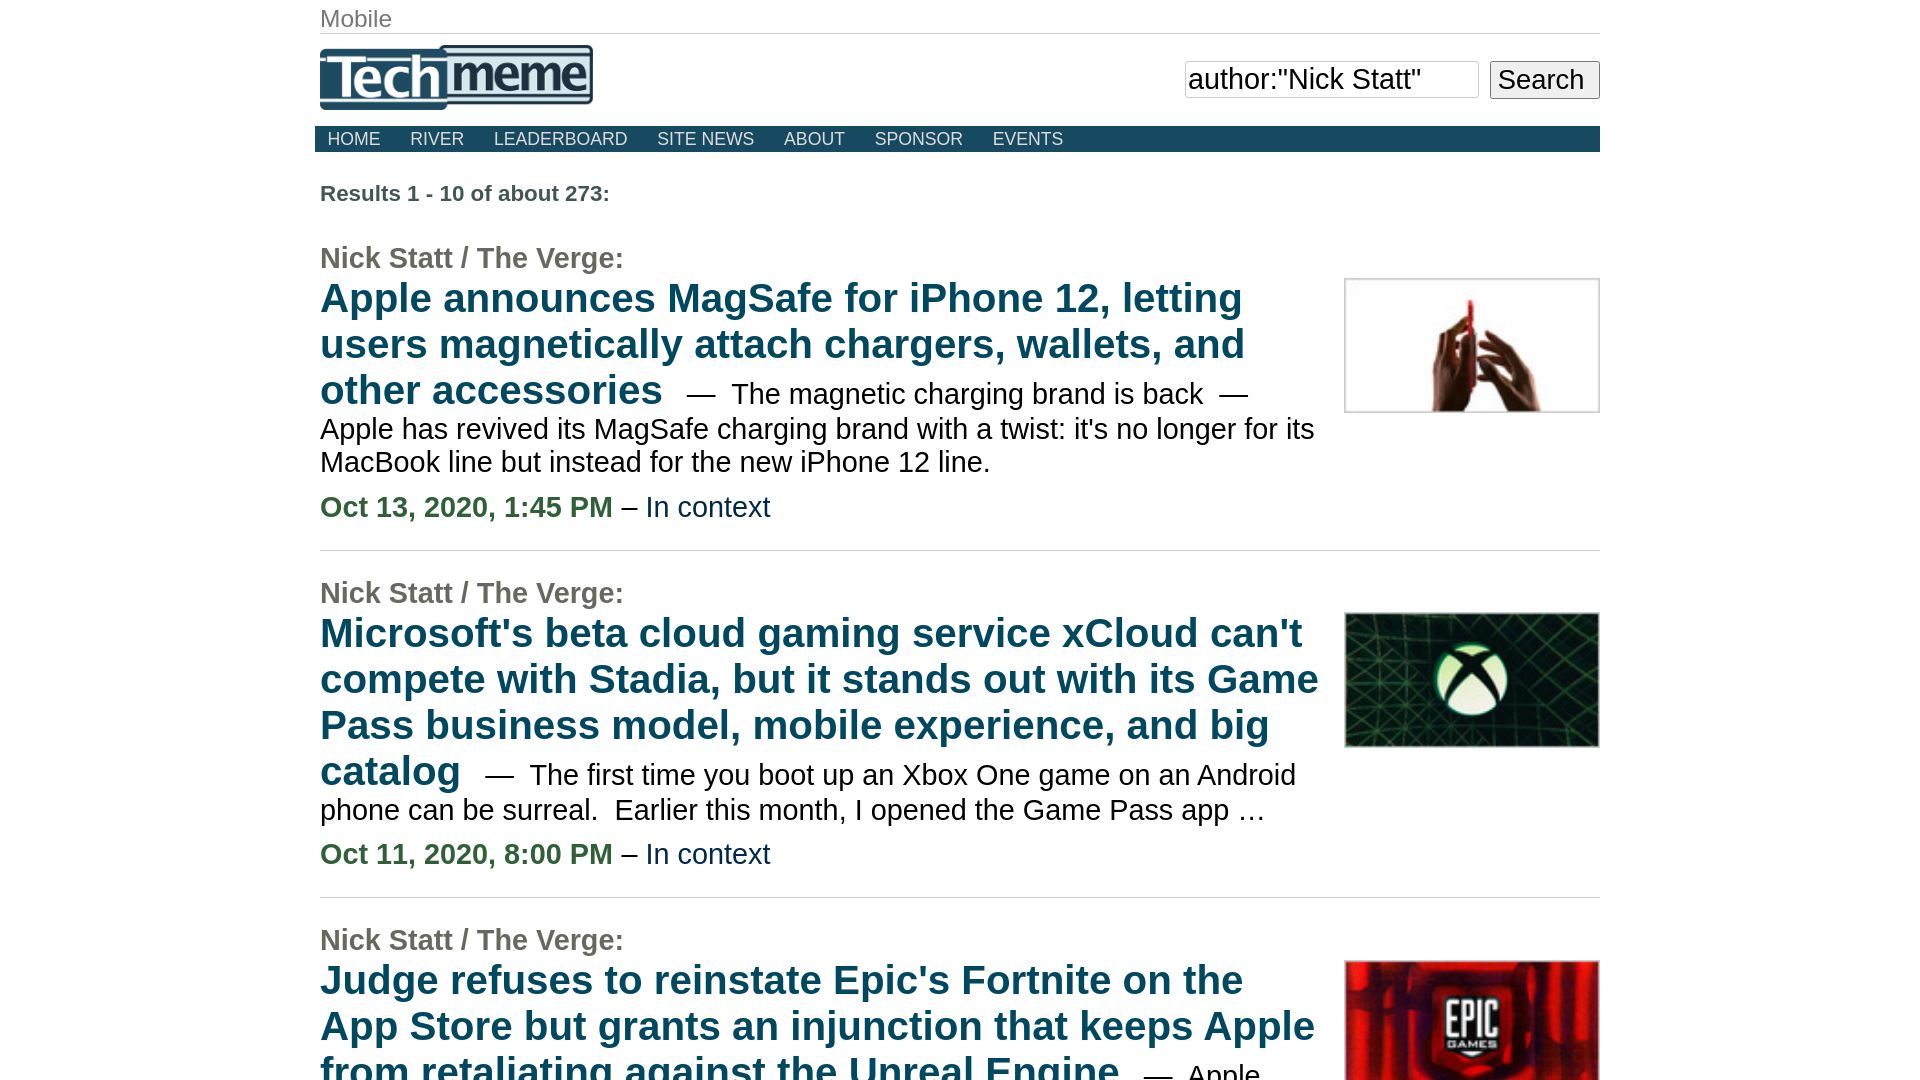 Mobile
Techmeme
author:"Nick Statt"
Search
HOME RIVER LEADERBOARD SITE NEWS ABOUT SPONSOR EVENTS
Results 1 - 10 of about 273:
Nick Statt / The Verge:
Apple announces MagSafe for iPhone 12, letting
users magnetically attach chargers, wallets, and
other accessories — The magnetic charging brand is back —
Apple has revived its MagSafe charging brand with a twist: it's no longer for its
MacBook line but instead for the new iPhone 12 line.
Oct 13, 2020, 1:45 PM – In context
Nick Statt / The Verge:
Microsoft's beta cloud gaming service xCloud can't
compete with Stadia, but it stands out with its Game
Pass business model, mobile experience, and big
catalog — The first time you boot up an Xbox One game on an Android
phone can be surreal. Earlier this month, I opened the Game Pass app …
Oct 11, 2020, 8:00 PM – In context
Nick Statt / The Verge:
Judge refuses to reinstate Epic's Fortnite on the
App Store but grants an injunction that keeps Apple
from retaliating against the Unreal Engine — Apple
EPIC
GAMES